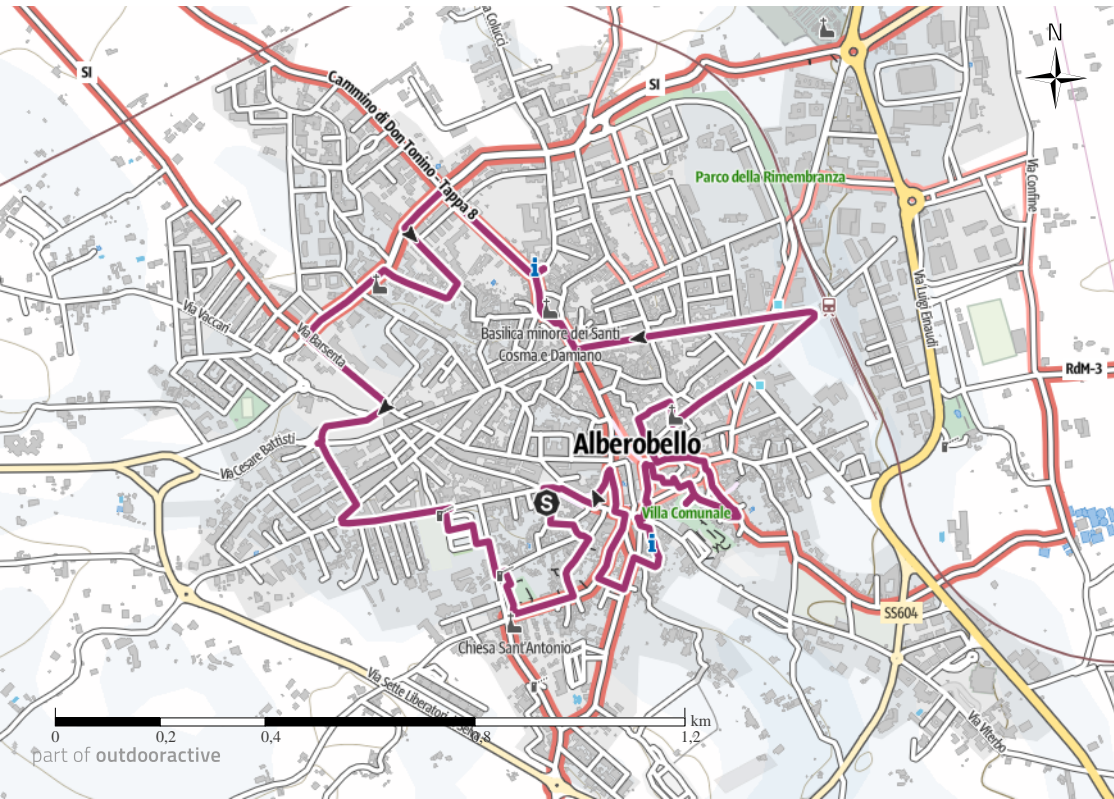 Via Colucci
N
SI
SI
Cammino di Don Tonino - Tappa 8
Parco della Rimembranza
Via Confine
Via Luigi Einaudi
i
Via Vaccari
Via Barsenta
Basilica minore dei Santi
Cosma e Damiano
RdM-3
Via Cesare Battisti
Alberobello
S
Villa Comunale
i
SS604
Chiesa Sant'Antonio
Via Sette Liberatori
Via Viterbo
km
0
0,2
0,4
0,8
1,2
part of outdooractive